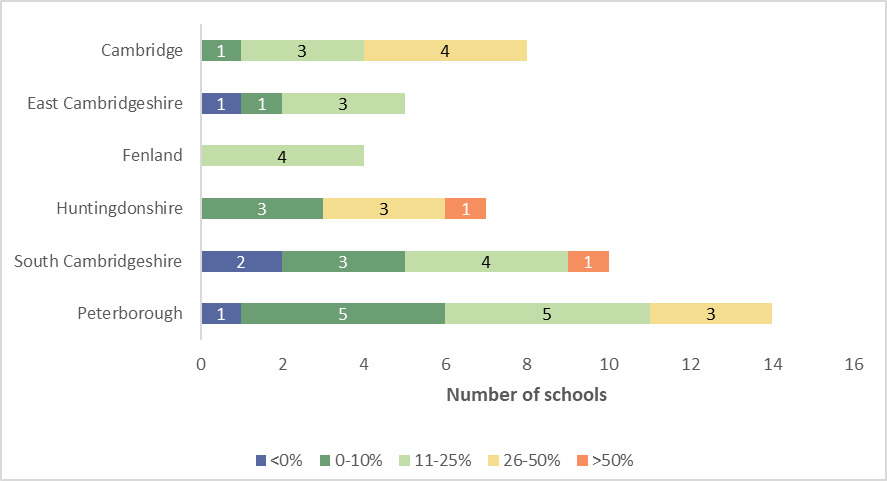 Cambridge 1 3 4
East Cambridgeshire 1 1 3
Fenland 4
Huntingdonshire 3 3 1
South Cambridgeshire 2 3 4 1
Peterborough 1 5 5 3
0 2 4 6 8 10 12 14 16
Number of schools
<0% 0-10% 11-25% 26-50% >50%